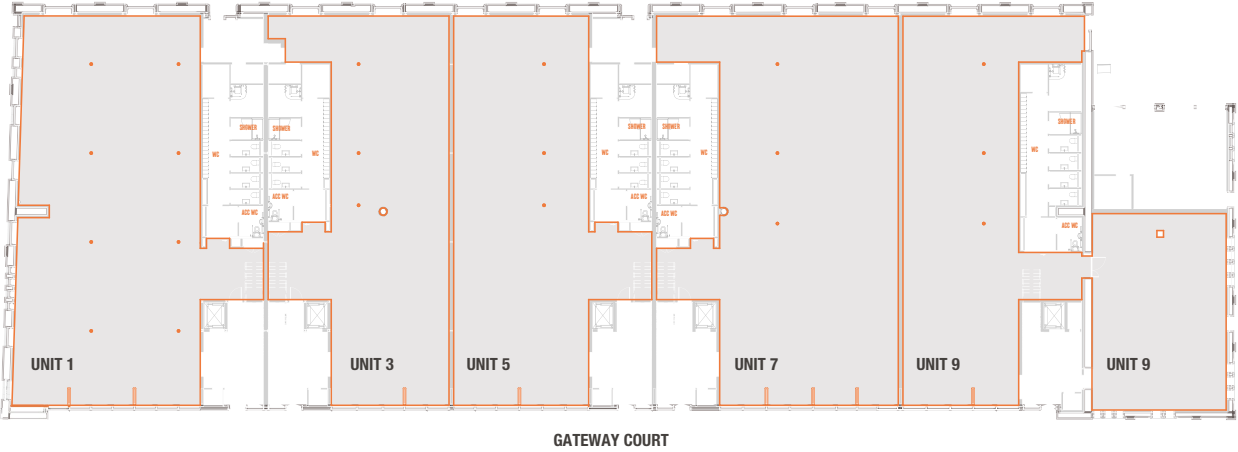 SHOWER
SHOWER
SHOWER
SHOWER
SHOWER
WC
WC
WC
WC
WC
ACC WC
ACC WC
ACC WC
ACC WC
ACC WC
UNIT 1
UNIT 3
UNIT 5
UNIT 7
UNIT 9
UNIT 9
GATEWAY COURT